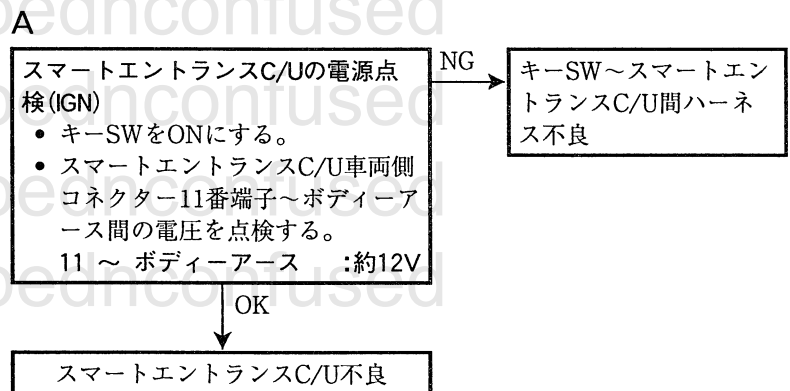 A
スマートエントランスC/Uの電源点
検(IGN)
• キーSWをONにする。
• スマートエントランスC/U車両側
コネクター11番端子～ボディーア
ース間の電圧を点検する。
11 ～ ボディーアース :約12V
NG
キーSW～スマートエン
トランスC/U間ハーネ
ス不良
OK
スマートエントランスC/U不良